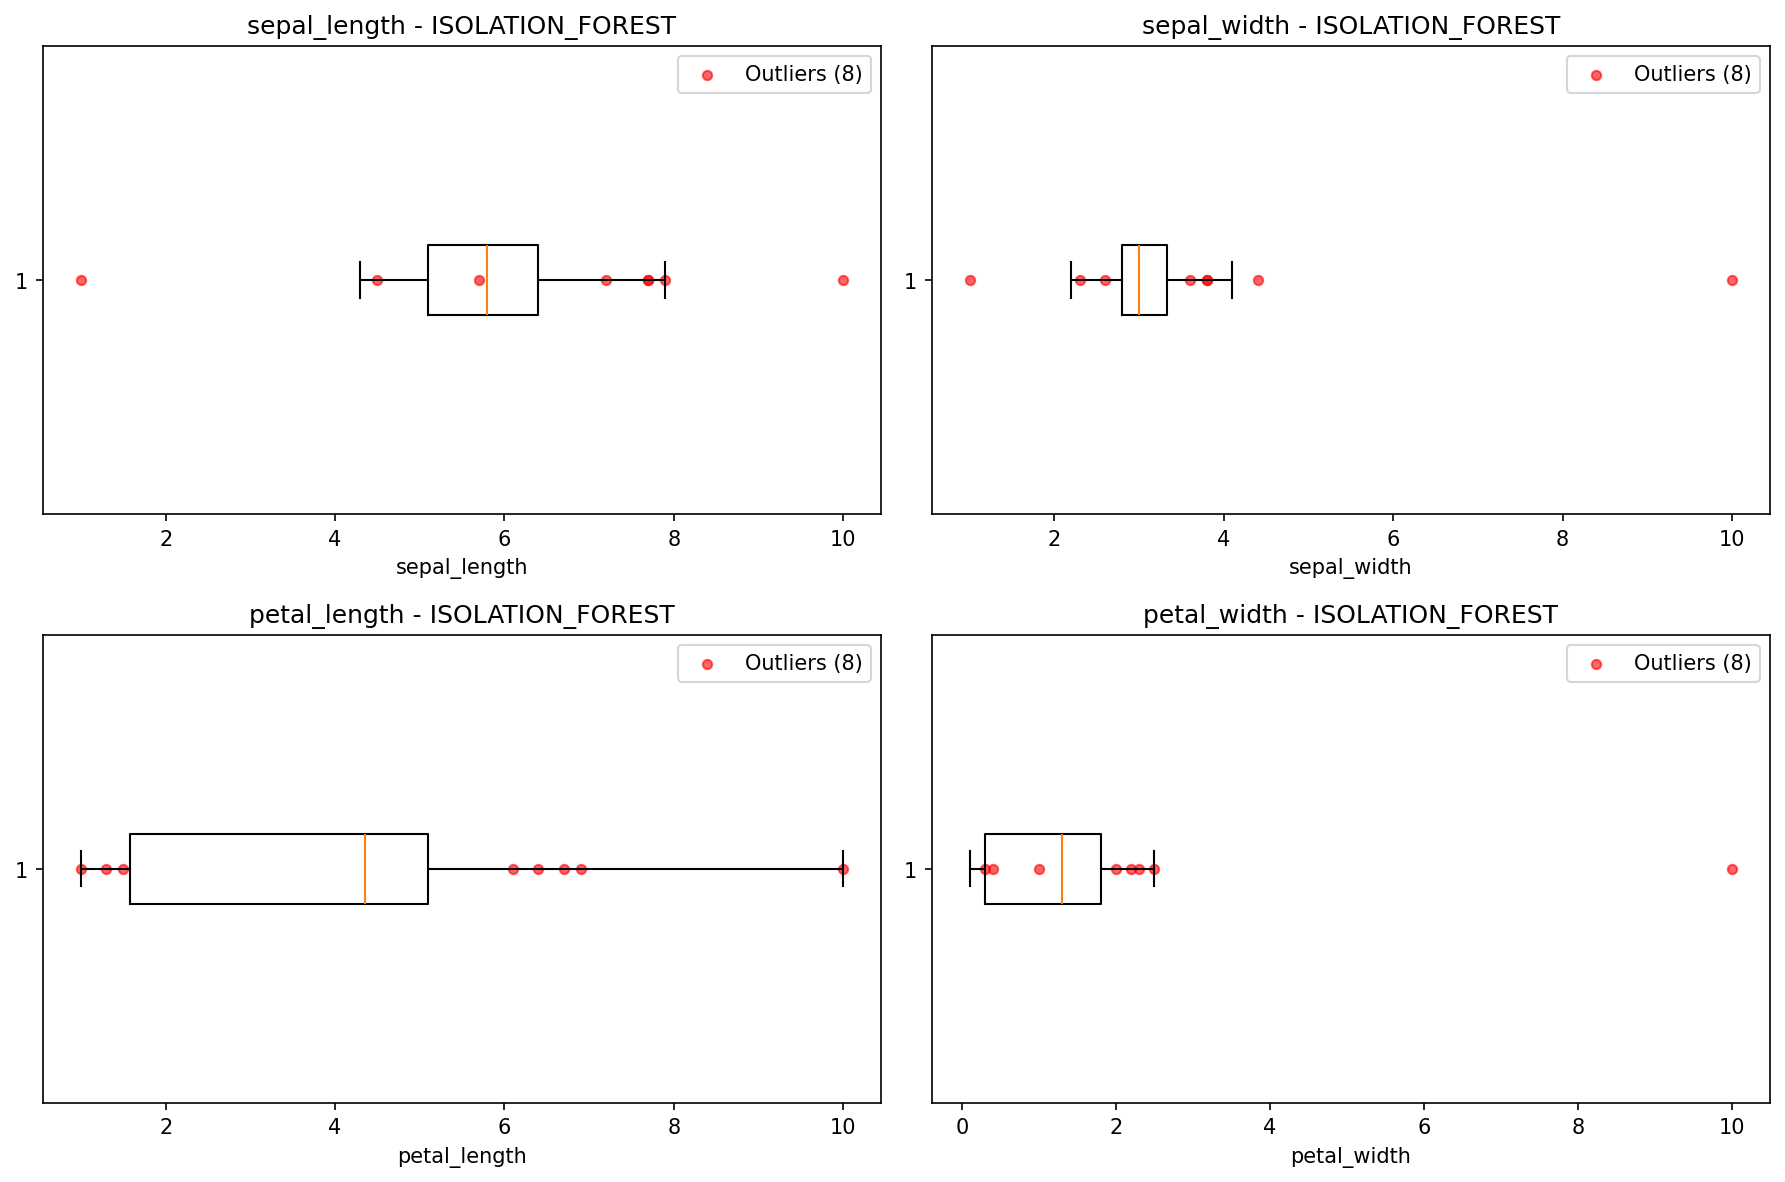 sepal_length - ISOLATION_FOREST
Outliers (8)
1
2 4 6 8 10
sepal_length
sepal_width - ISOLATION_FOREST
Outliers (8)
1
2 4 6 8 10
sepal_width
petal_length - ISOLATION_FOREST
Outliers (8)
1
2 4 6 8 10
petal_length
petal_width - ISOLATION_FOREST
Outliers (8)
1
0 2 4 6 8 10
petal_width